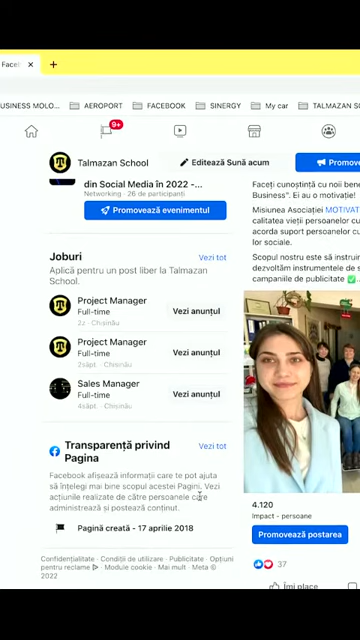 Face
× +
USINESS MOLO... AEROPORT FACEBOOK SINERGY My car TALMAZAN SC
9+
Talmazan School Editează Sună acum Promove
din Social Media în 2022 -...
Networking · 26 de participanți
Promovează evenimentul
Faceți cunoștință cu noii bene
Business". Ei au o motivație!
Misiunea Asociației MOTIVAT
calitatea vieții persoanelor cu
acorda suport persoanelor cu
lor sociale.
Scopul nostru este să instruir
dezvoltăm instrumentele de s
campaniile de publicitate ✅..
Joburi Vezi tot
Aplică pentru un post liber la Talmazan
School.
Project Manager
Full-time
2z · Chișinău
Vezi anunțul
Project Manager
Full-time
2săpt. · Chișinău
Vezi anunțul
Sales Manager
Full-time
4săpt. · Chișinău
Vezi anunțul
Transparență privind
Pagina
Vezi tot
Facebook afișează informații care te pot ajuta
să înțelegi mai bine scopul acestei Pagini. Vezi
acțiunile realizate de către persoanele care
administrează și postează conținut.
Pagină creată - 17 aprilie 2018
4.120
Impact - persoane
Promovează postarea
37
Îmi place
Confidențialitate · Condiții de utilizare · Publicitate · Opțiuni
pentru reclame · Module cookie · Mai mult · Meta ©
2022